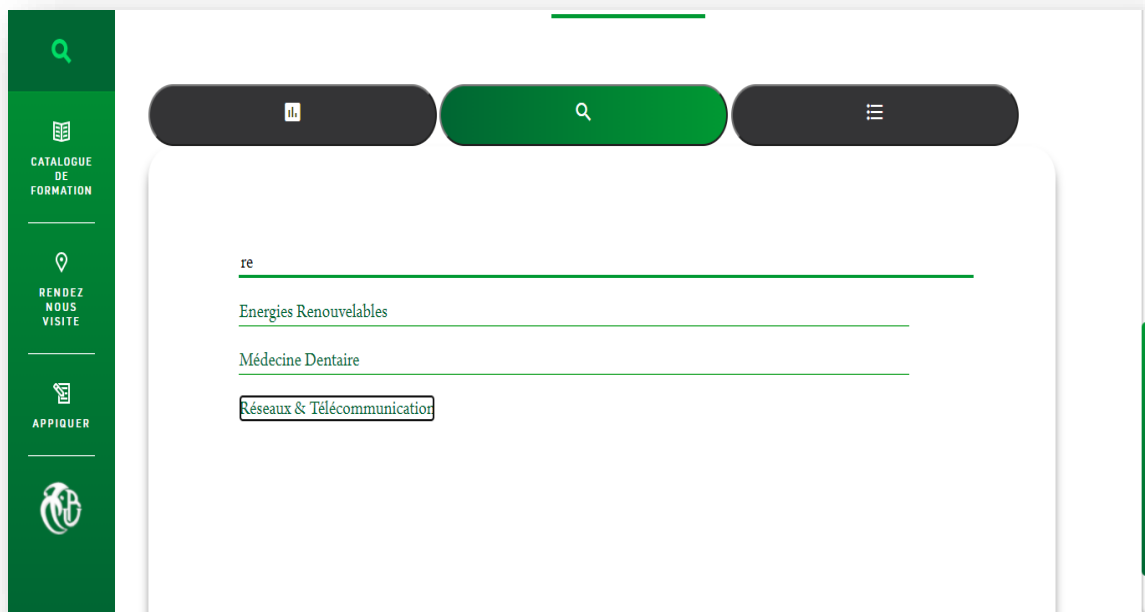 CATALOGUE
DE
FORMATION
RENDEZ
NOUS
VISITE
APPIQUER
re
Energies Renouvelables
Médecine Dentaire
Réseaux & Télécommunication